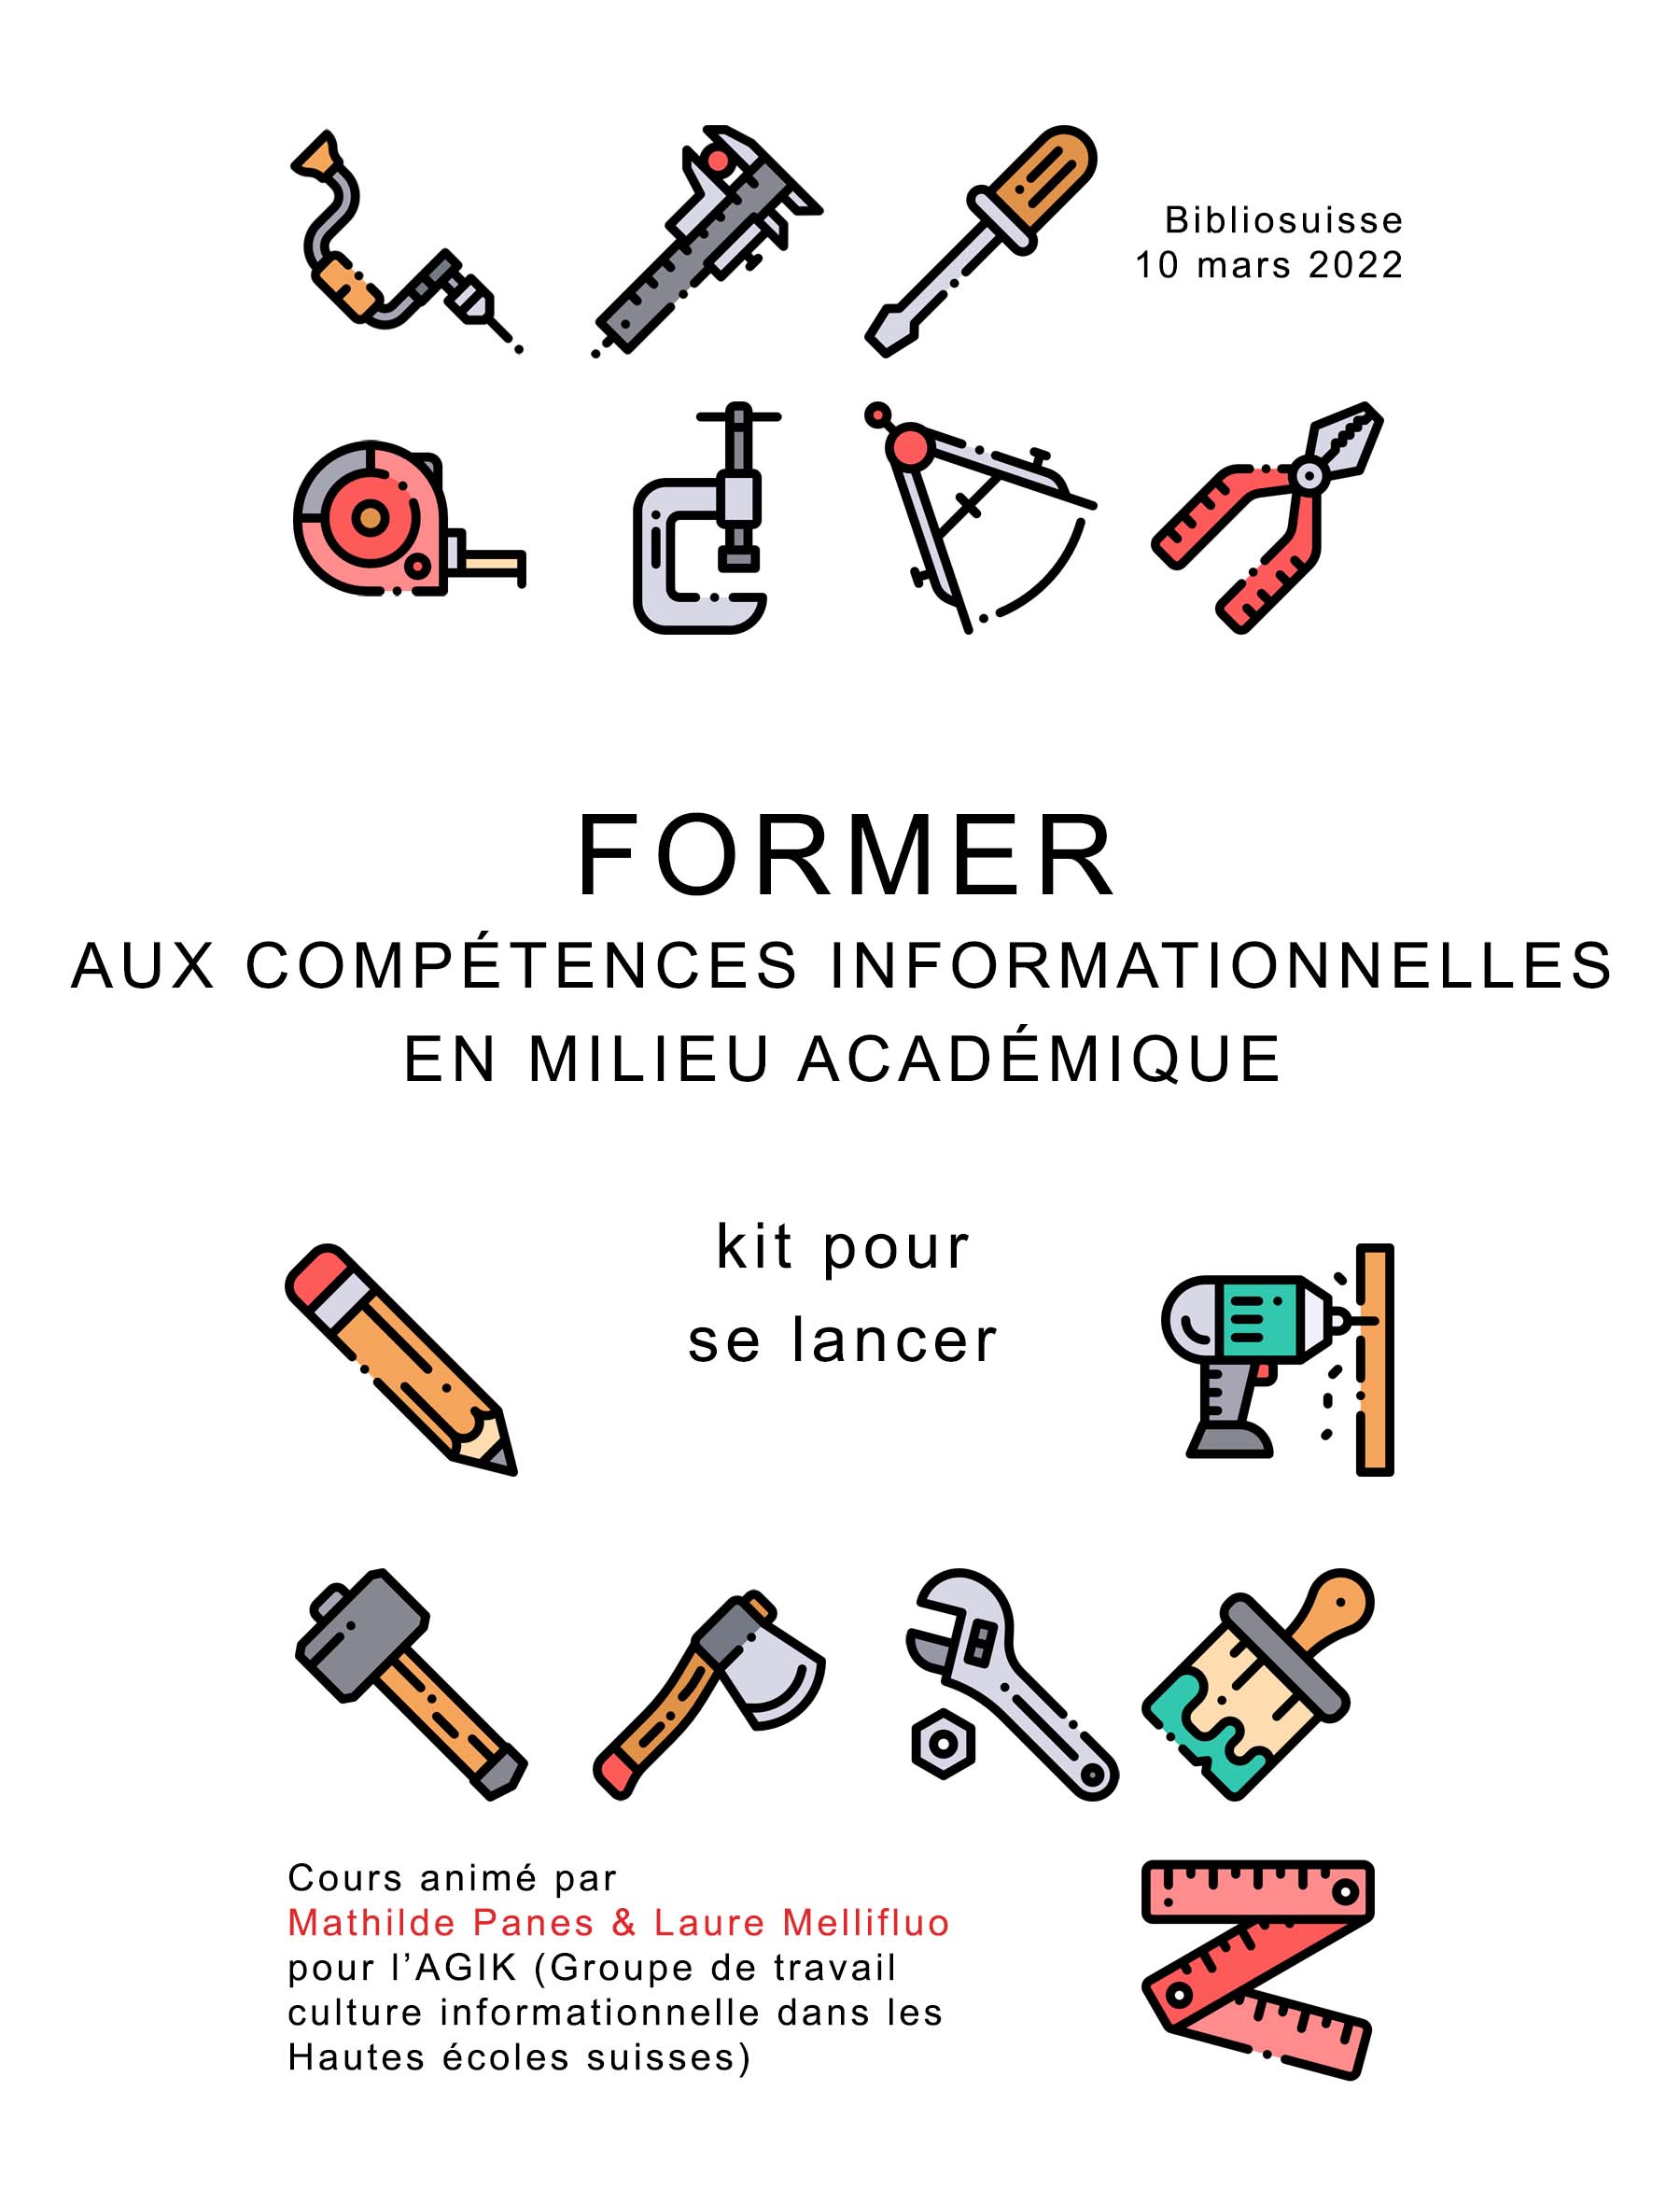 Bibliosuisse
10 mars 2022
FORMER
AUX COMPÉTENCES INFORMATIONNELLES
EN MILIEU ACADÉMIQUE
kit pour
se lancer
Cours animé par
Mathilde Panes & Laure Mellifluo
pour l’AGIK (Groupe de travail
culture informationnelle dans les
Hautes écoles suisses)